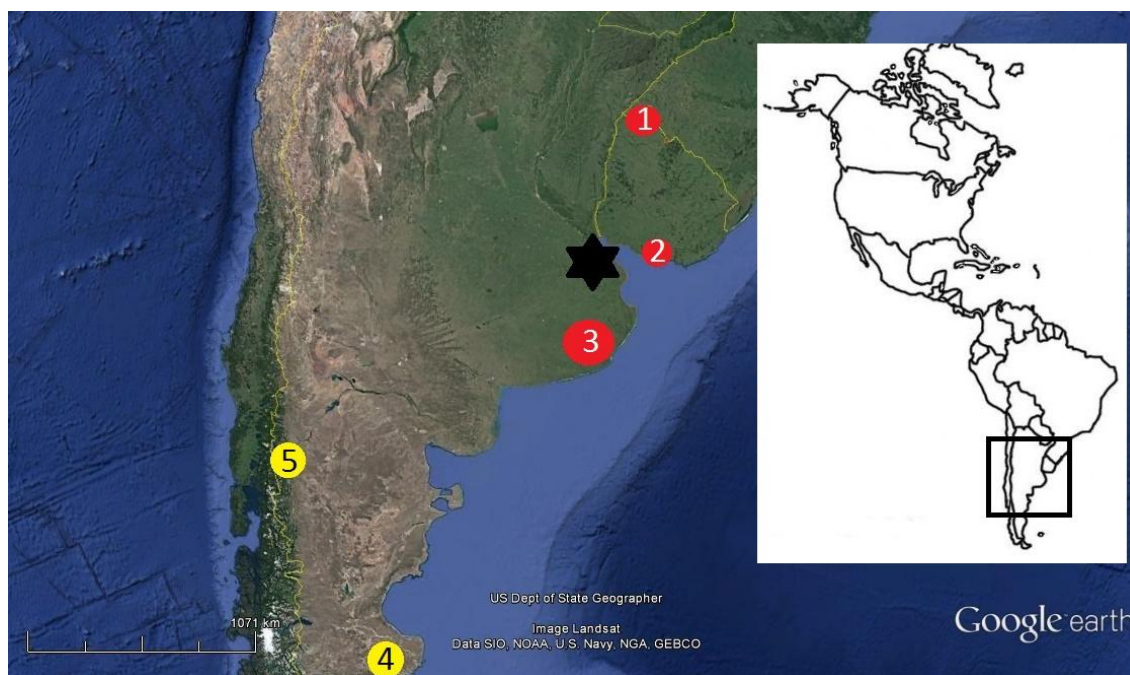 1
2
3
5
4
1071 km
US Dept of State Geographer
Image Landsat
Data SIO, NOAA, U.S. Navy, NGA, GEBCO
Google earth